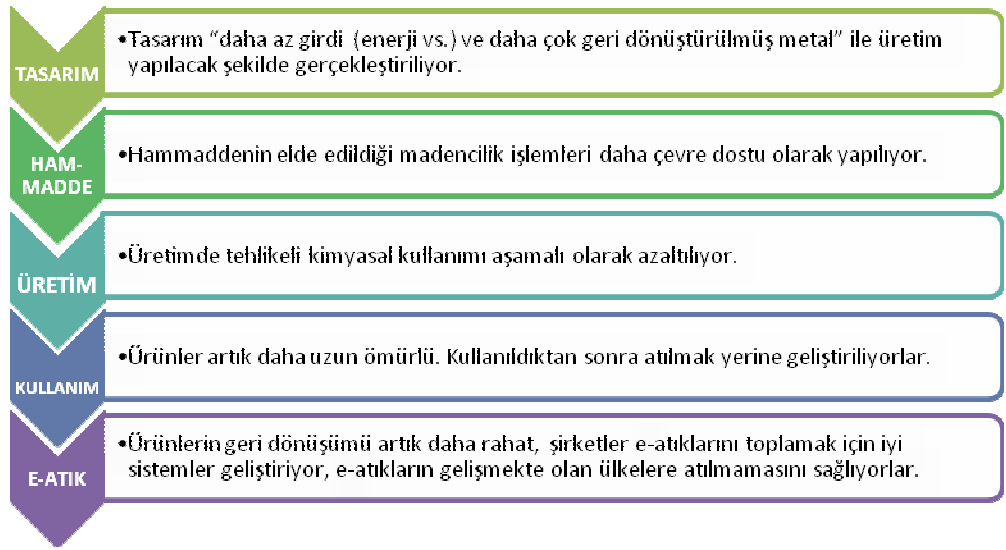 TASARIM
•Tasarım “daha az girdi (enerji vs.) ve daha çok geri dönüştürülmüş metal” ile üretim
yapılacak şekilde gerçekleştiriliyor.
HAM-
MADDE
•Hammaddenin elde edildiği madencilik işlemleri daha çevre dostu olarak yapılıyor.
ÜRETİM
•Üretimde tehlikeli kimyasal kullanımı aşamalı olarak azaltılıyor.
KULLANIM
•Ürünler artık daha uzun ömürlü. Kullanıldıktan sonra atılmak yerine geliştiriliyorlar.
E-ATIK
•Ürünlerin geri dönüşümü artık daha rahat, şirketler e-atıklarını toplamak için iyi
sistemler geliştiriyor, e-atıkların gelişmekte olan ülkelere atılmamasını sağlıyorlar.